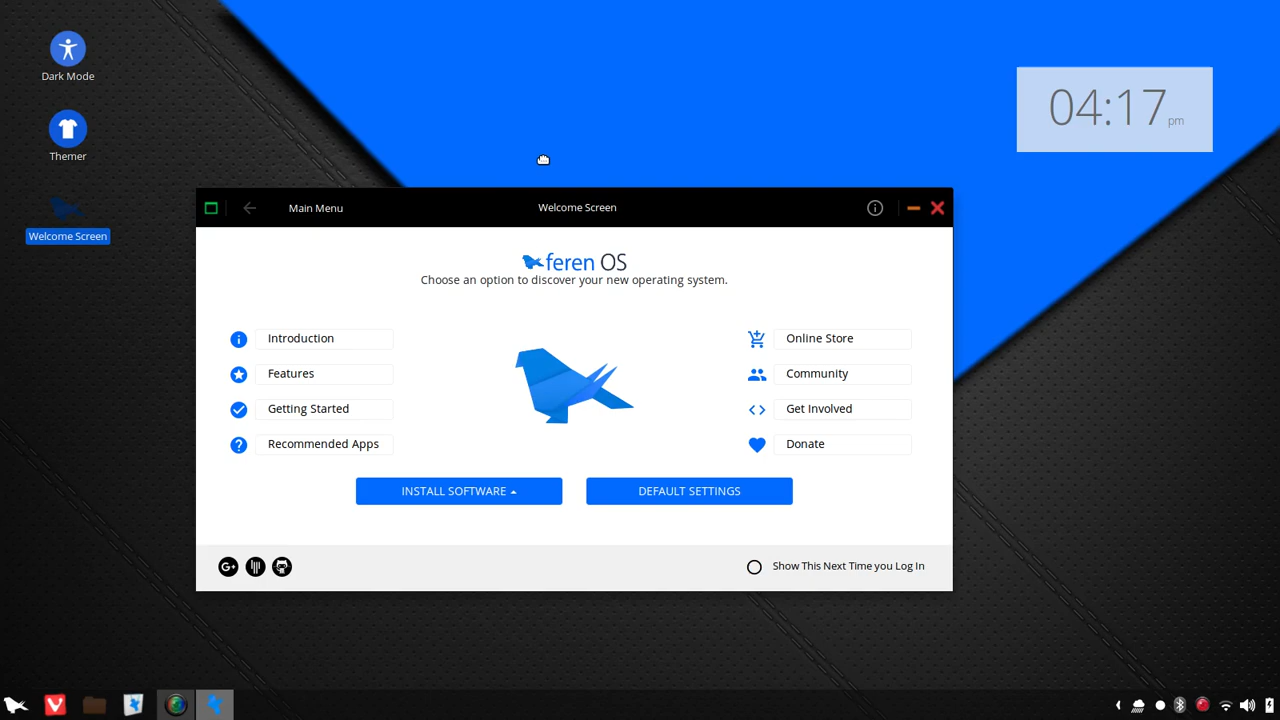 Dark Mode
Themer
Welcome Screen
04:17 pm
Main Menu
Welcome Screen
feren OS
Choose an option to discover your new operating system.
Introduction
Features
Getting Started
Recommended Apps
Online Store
Community
Get Involved
Donate
INSTALL SOFTWARE
DEFAULT SETTINGS
G+
Show This Next Time you Log In